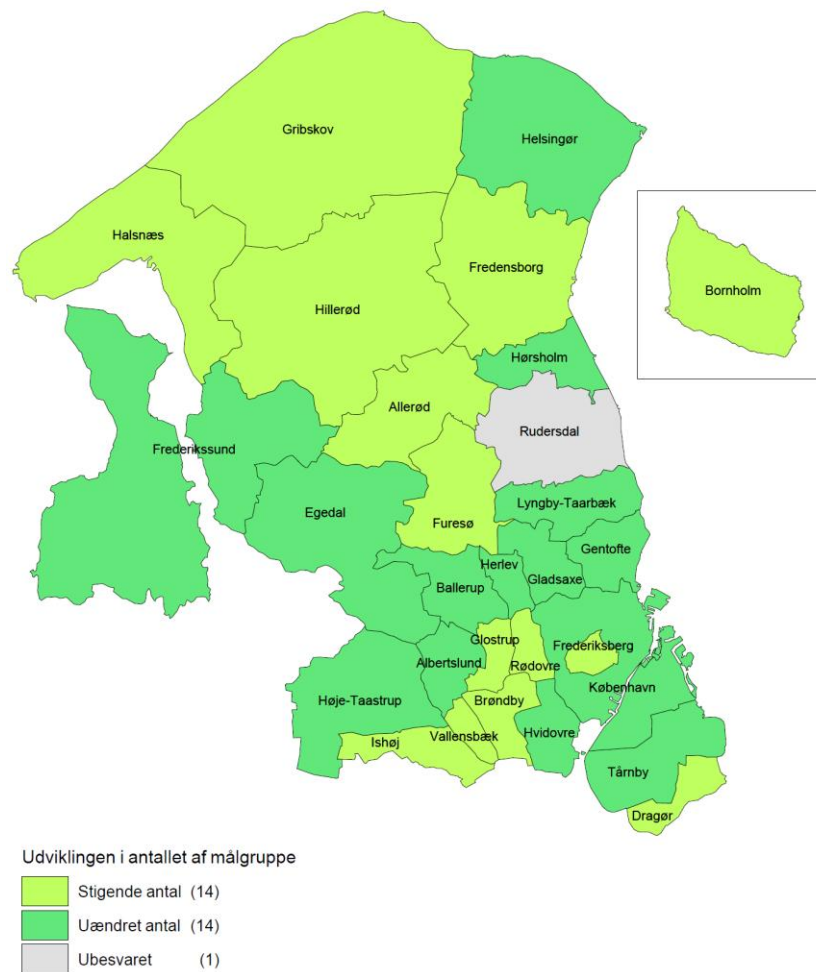 Gribskov
Helsingør
Halsnæs
Fredensborg
Bornholm
Hillerød
Hørsholm
Allerød
Rudersdal
Frederikssund
Egedal
Lyngby-Taarbæk
Furesø
Gentofte
Herlev
Gladsaxe
Ballerup
Glostrup
Frederiksberg
Albertslund
Rødovre
København
Høje-Taastrup
Brøndby
Hvidovre
Vallensbæk
Ishøj
Tårnby
Dragør
Udviklingen i antallet af målgruppe
Stigende antal (14)
Uændret antal (14)
Ubesvaret (1)